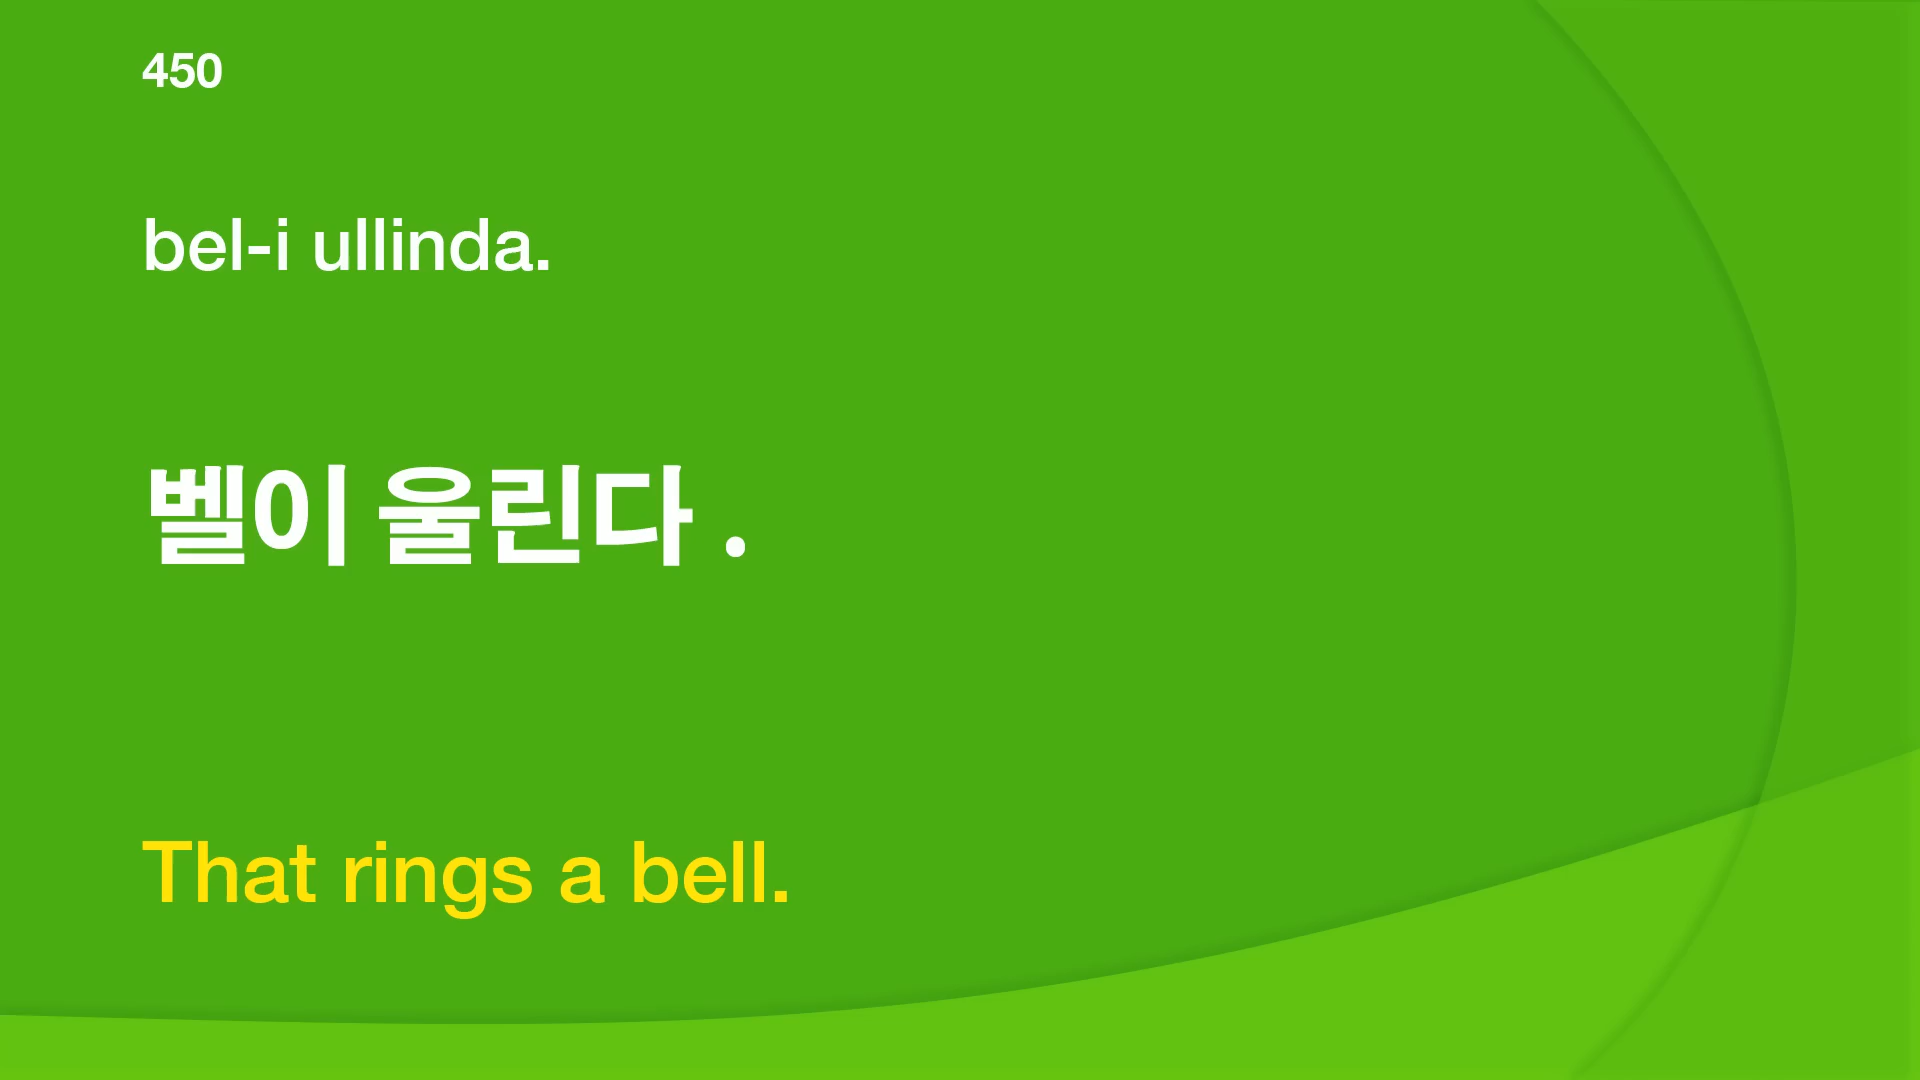 450
bel-i ullinda.
벨이 울린다 .
That rings a bell.